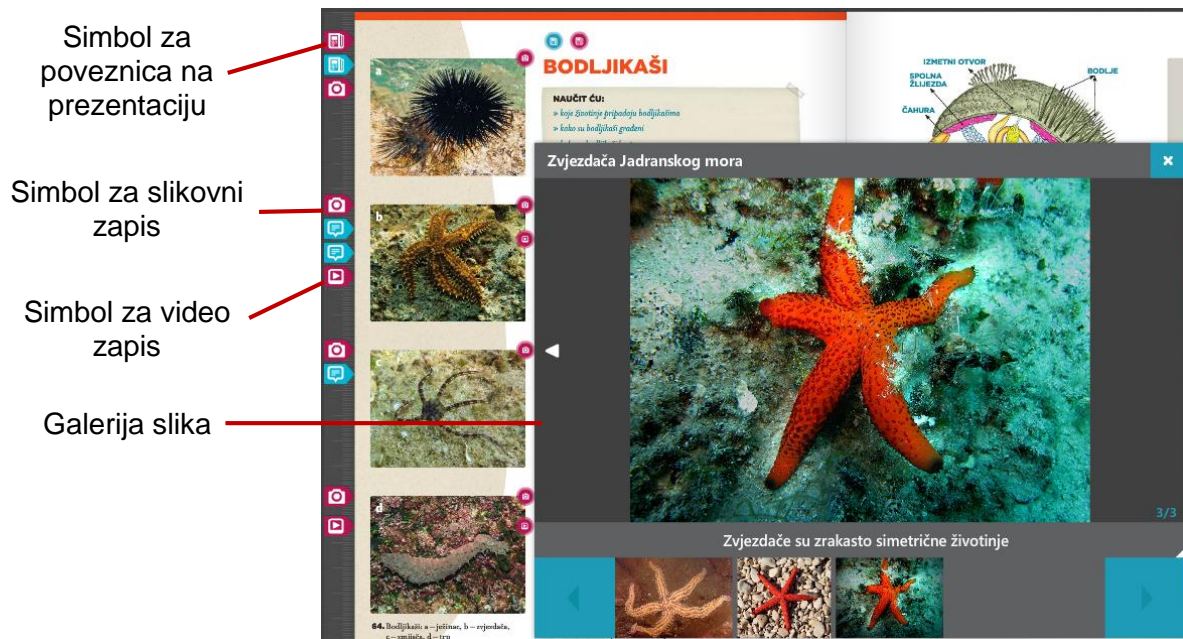 Simbol za
poveznica na
prezentaciju
Simbol za slikovni
zapis
Simbol za video
zapis
Galerija slika
a
b
d
64. Bodljikaši: a – ježinac, b – zvjezdača,
c – zmijača, d – trp
BODLJIKAŠI
NAUČIT ĆU:
» koje životinje pripadaju bodljikašima
» kako su bodljikaši građeni
IZMETNI OTVOR
SPOLNA
ŽLIJEZDA
BODLJE
ČAHURA
Zvjezdača Jadranskog mora
3/3
Zvjezdače su zrakasto simetrične životinje